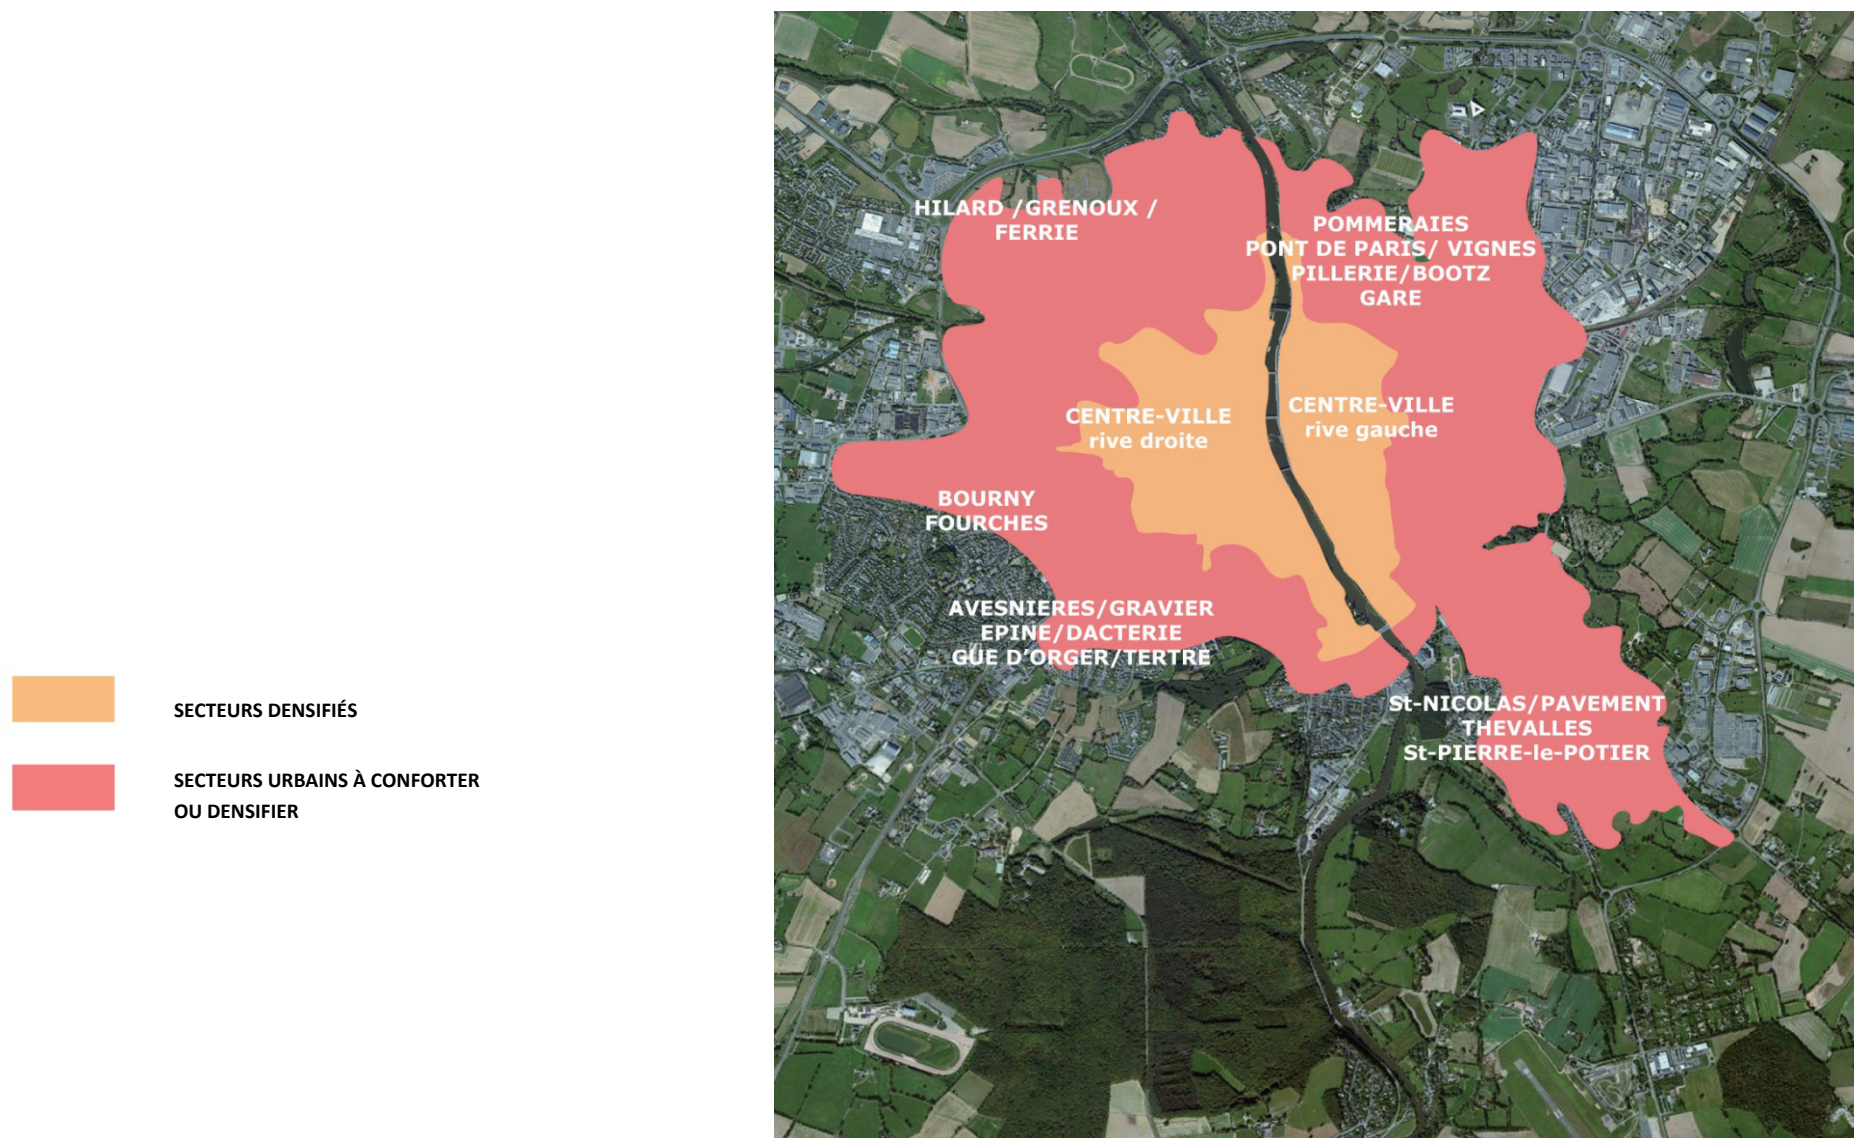 HILARD /GRENOUX /
FERRIE
POMMERAIES
PONT DE PARIS/ VIGNES
PILLERIE/BOOTZ
GARE
CENTRE-VILLE
rive droite
CENTRE-VILLE
rive gauche
BOURNY
FOURCHES
AVESNIERES/GRAVIER
EPINE/DACTERIE
GUE D'ORGER/TERTRE
St-NICOLAS/PAVEMENT
THEVALLES
St-PIERRE-le-POTIER
SECTEURS DENSIFIÉS
SECTEURS URBAINS À CONFORTER
OU DENSIFIER